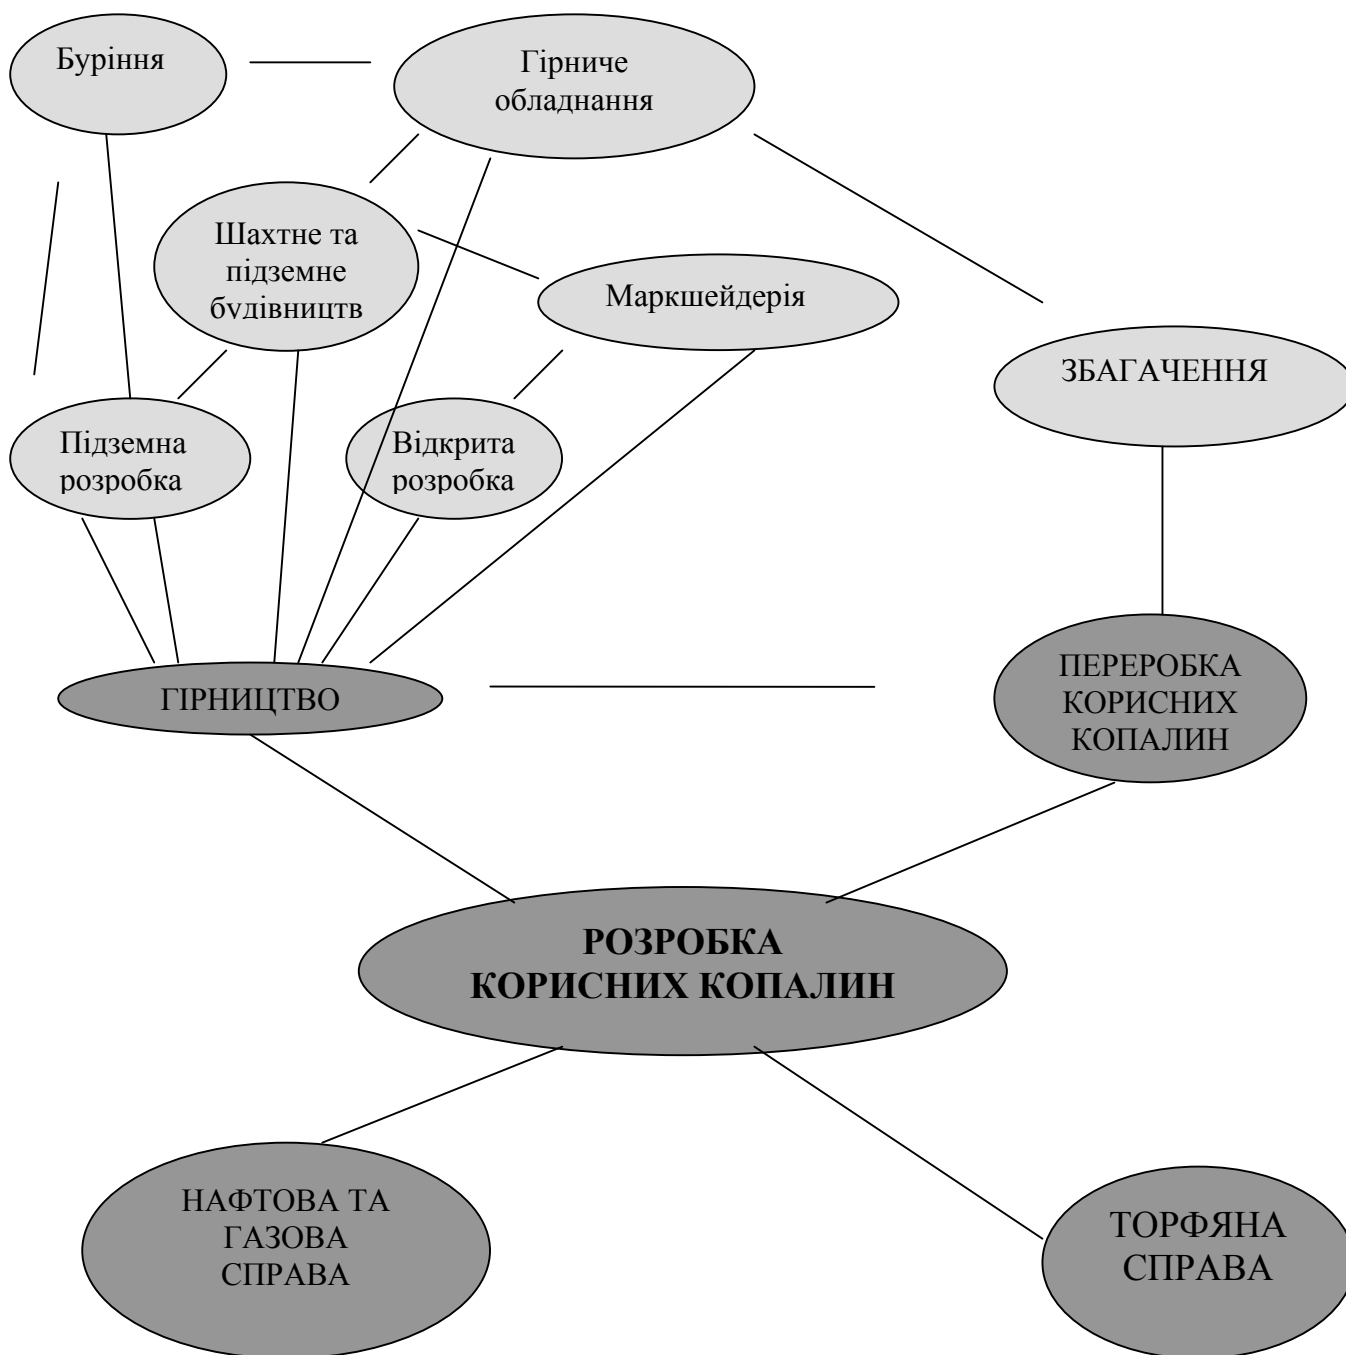 Буріння
Гірниче
обладнання
Шахтне та
підземне
будівництв
Маркшейдерія
ЗБАГАЧЕННЯ
Підземна
розробка
Відкрита
розробка
ГІРНИЦТВО
ПЕРЕРОБКА
КОРИСНИХ
КОПАЛИН
РОЗРОБКА
КОРИСНИХ КОПАЛИН
НАФТОВА ТА
ГАЗОВА
СПРАВА
ТОРФЯНА
СПРАВА